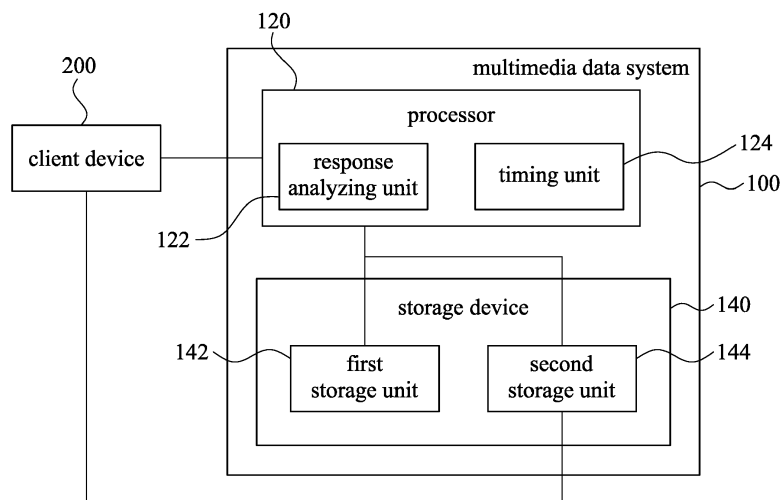 120
multimedia data system
200
processor
client device
response
analyzing unit
timing unit
124
100
122
storage device
140
142
first
storage unit
second
storage unit
144